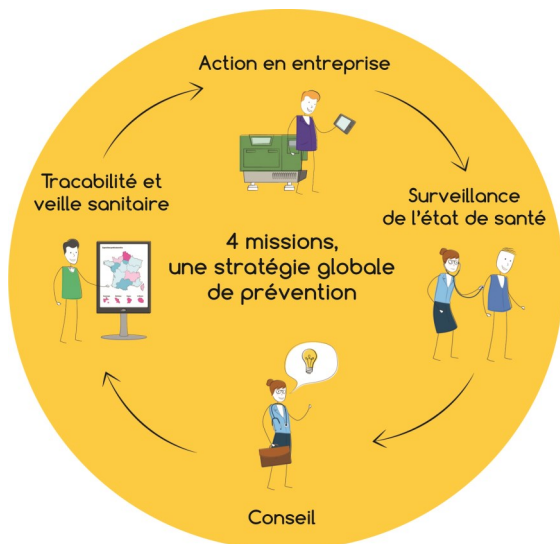 Action en entreprise
Surveillance
de l'état de santé
Conseil
Tracabilité et
veille sanitaire
4 missions,
une stratégie globale
de prévention